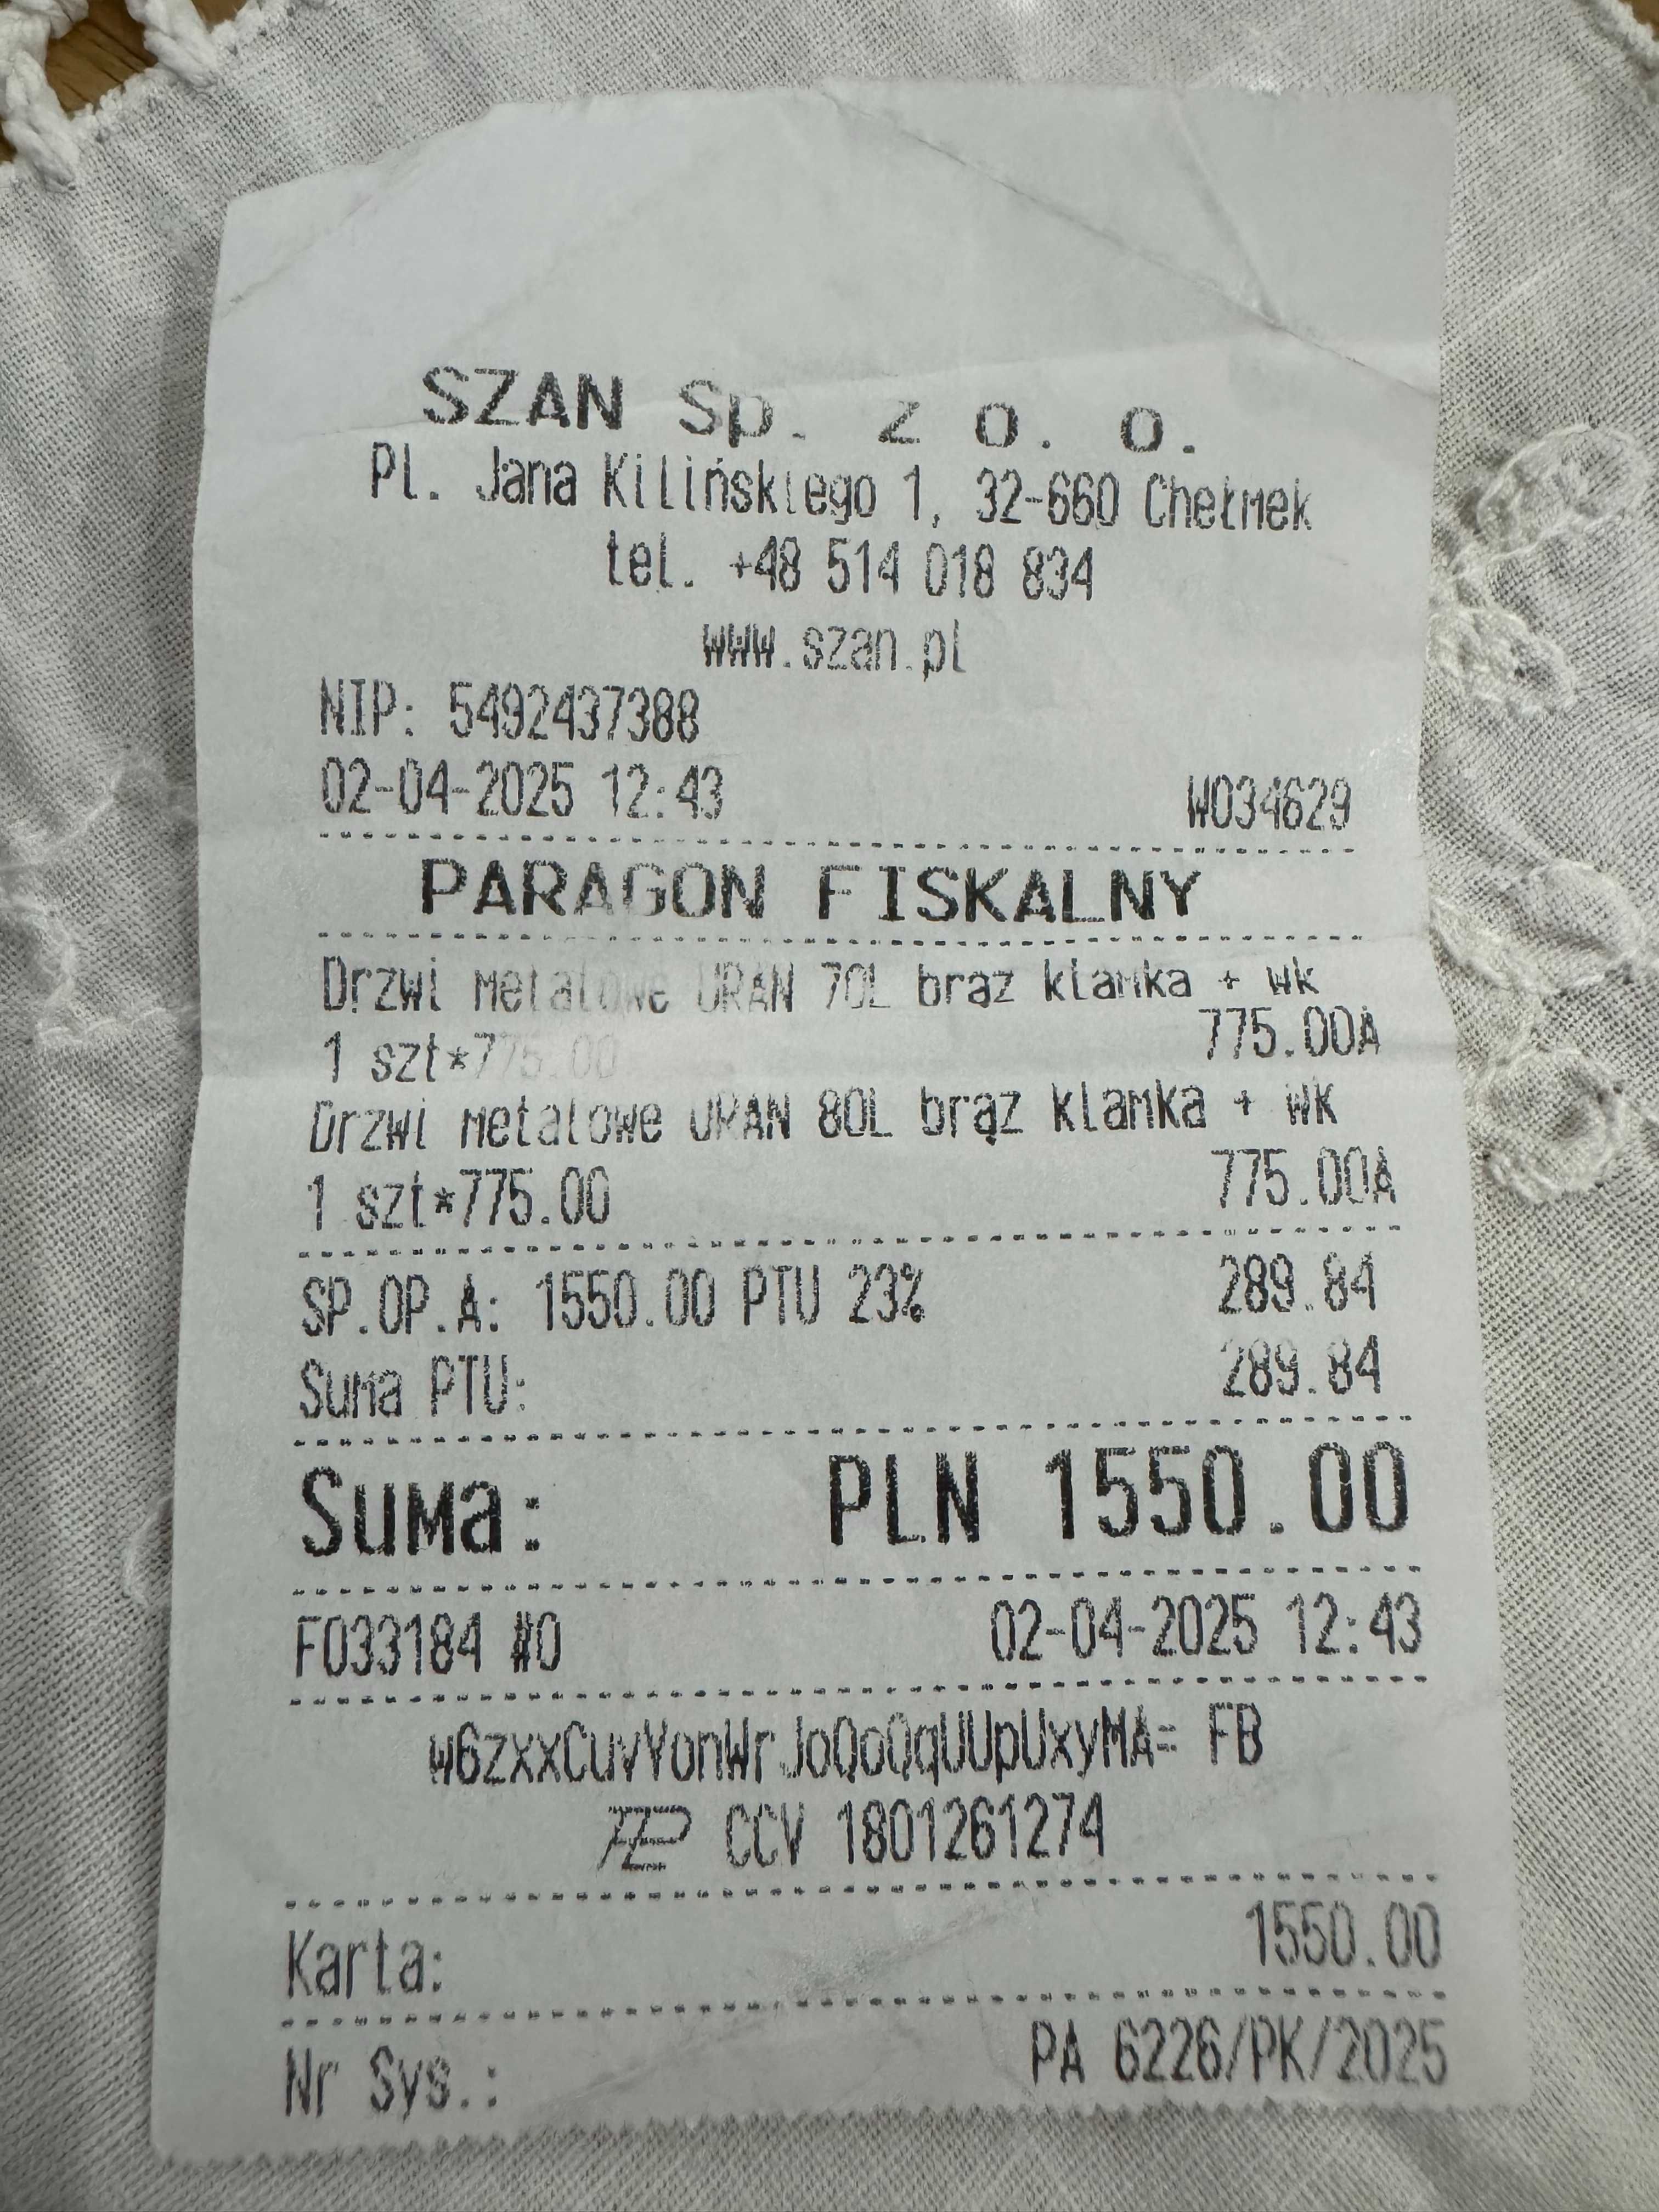 SZAN Sp. z o. o.
Pl. Jana Kilińskiego 1, 32-660 Chełmek
tel. +48 514 018 834
www.szan.pl
NIP: 5492437388
02-04-2025 12:43 W034629
PARAGON FISKALNY
Drzwi metalowe URAN 70L brąz klamka + wk
1 szt*775.00 775.00A
Drzwi metalowe URAN 80L brąz klamka + wk
1 szt*775.00 775.00A
SP.OP.A: 1550.00 PTU 23% 289.84
Suma PTU: 289.84
Suma: PLN 1550.00
F033184 #0 02-04-2025 12:43
w6zxxCuvYonWrJoQoQqUUpUxyMA= FB
CCV 1801261274
Karta: 1550.00
Nr Sys.: PA 6226/PK/2025